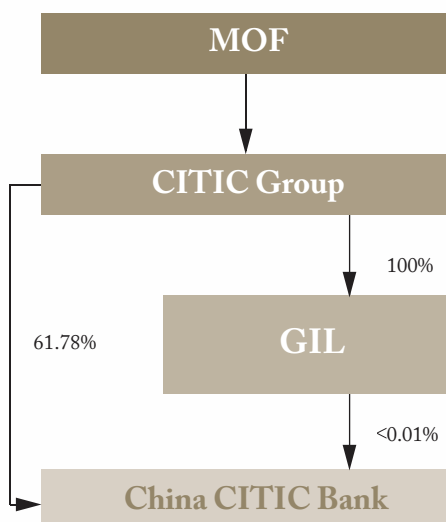 MOF
CITIC Group
100%
61.78%
GIL
<0.01%
China CITIC Bank